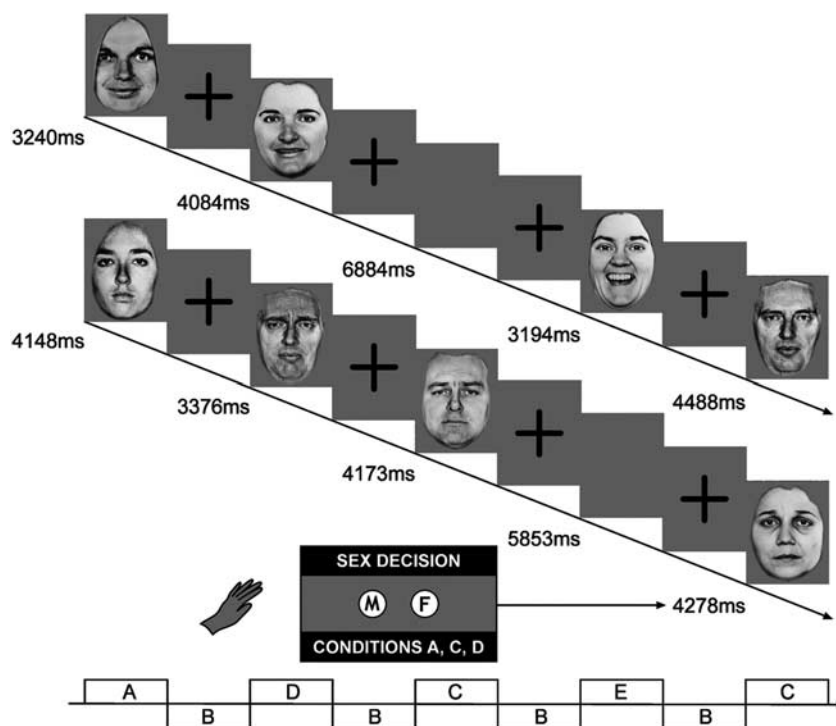 3240ms
4084ms
6884ms
3194ms
4488ms
4148ms
3376ms
4173ms
5853ms
4278ms
SEX DECISION
M F
CONDITIONS A, C, D
A D C E C
B B B B